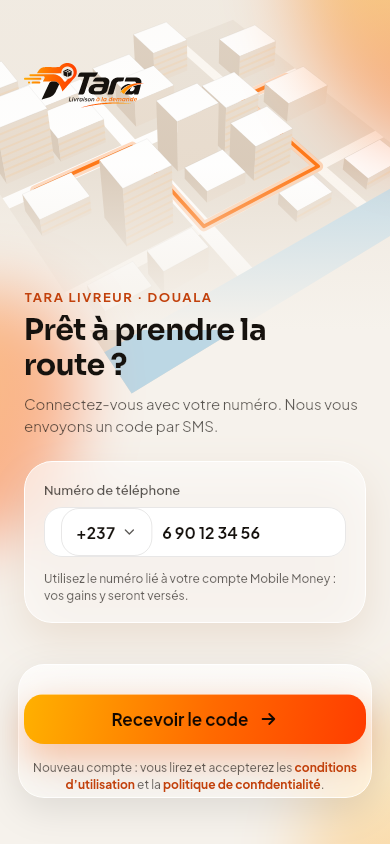 Tara
Livraison à la demande
TARA LIVREUR · DOUALA
Prêt à prendre la
route ?
Connectez-vous avec votre numéro. Nous vous
envoyons un code par SMS.
Numéro de téléphone
+237 6 90 12 34 56
Utilisez le numéro lié à votre compte Mobile Money :
vos gains y seront versés.
Recevoir le code →
Nouveau compte : vous lirez et accepterez les conditions
d'utilisation et la politique de confidentialité.